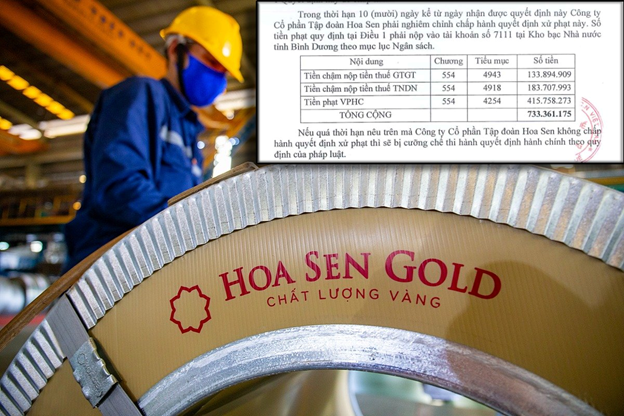 Trong thời hạn 10 (mười) ngày kể từ ngày nhận được quyết định này Công ty
Cổ phần Tập đoàn Hoa Sen phải nghiêm chỉnh chấp hành quyết định xử phạt này. Số
tiền phạt quy định tại Điều 1 phải nộp vào tài khoản số 7111 tại Kho bạc Nhà nước
tỉnh Bình Dương theo mục lục Ngân sách.
Nội dung Chương Tiểu mục Số tiền
Tiền chậm nộp tiền thuế GTGT 554 4943 133.894.909
Tiền chậm nộp tiền thuế TNDN 554 4918 183.707.993
Tiền phạt VPHC 554 4254 415.758.273
TỔNG CỘNG 733.361.175
Nếu quá thời hạn nêu trên mà Công ty Cổ phần Tập đoàn Hoa Sen không chấp
hành quyết định xử phạt thì sẽ bị cưỡng chế thi hành quyết định hành chính theo quy
định của pháp luật.
HOA SEN GOLD
CHẤT LƯỢNG VÀNG